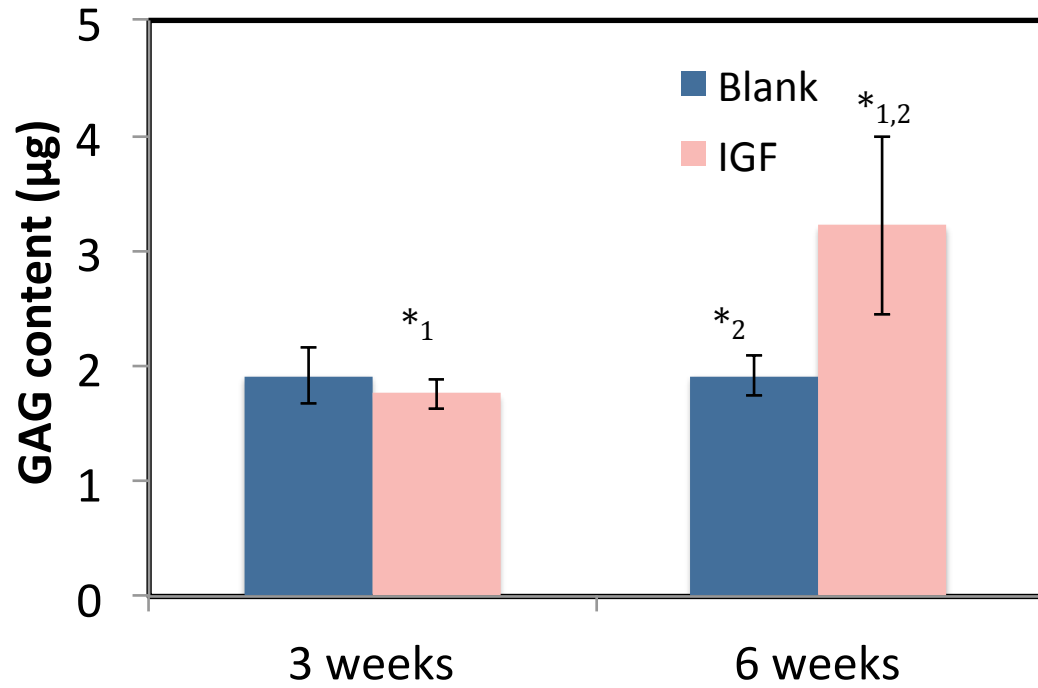 GAG content (μg)
5
4
3
2
1
0
Blank
IGF
*1
*2
*1,2
3 weeks
6 weeks